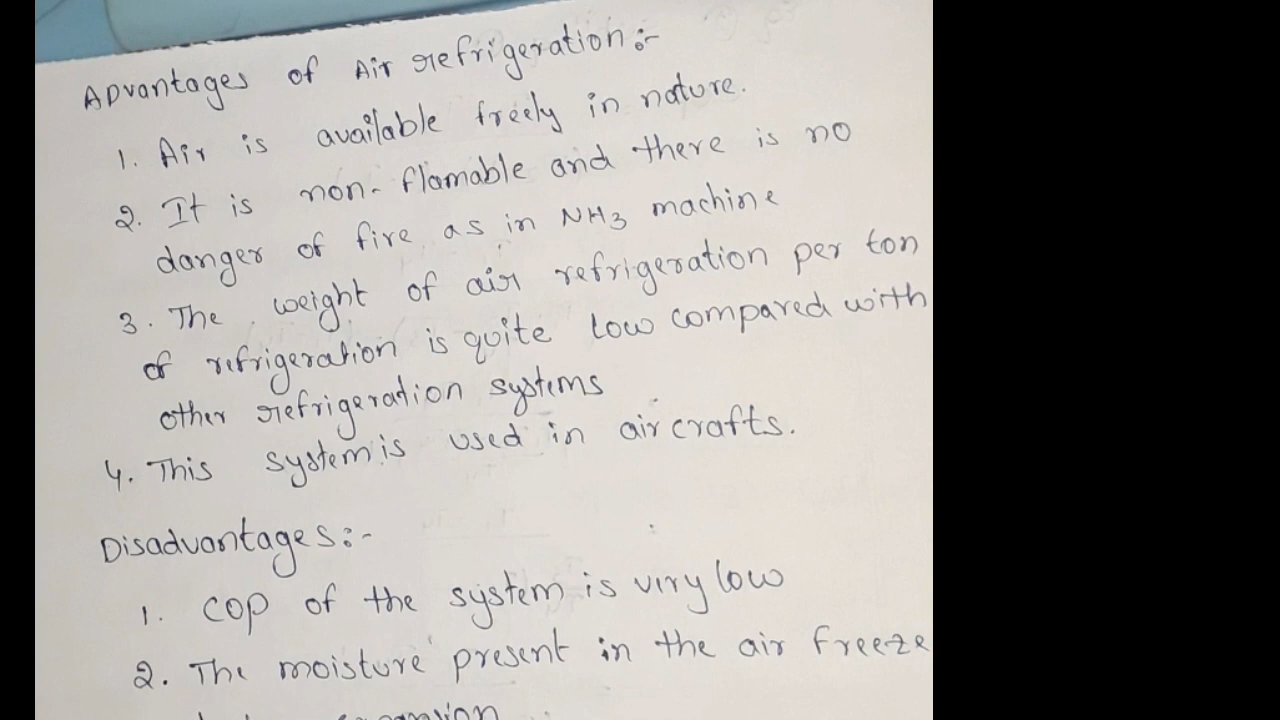 Advantages of Air refrigeration:-
1. Air is available freely in nature.
2. It is non-flamable and there is no
danger of fire as in NH3 machine
3. The weight of air refrigeration per ton
of refrigeration is quite low compared with
other refrigeration systems
4. This system is used in air crafts.
Disadvantages:-
1. COP of the system is very low
2. The moisture present in the air freeze
expansion